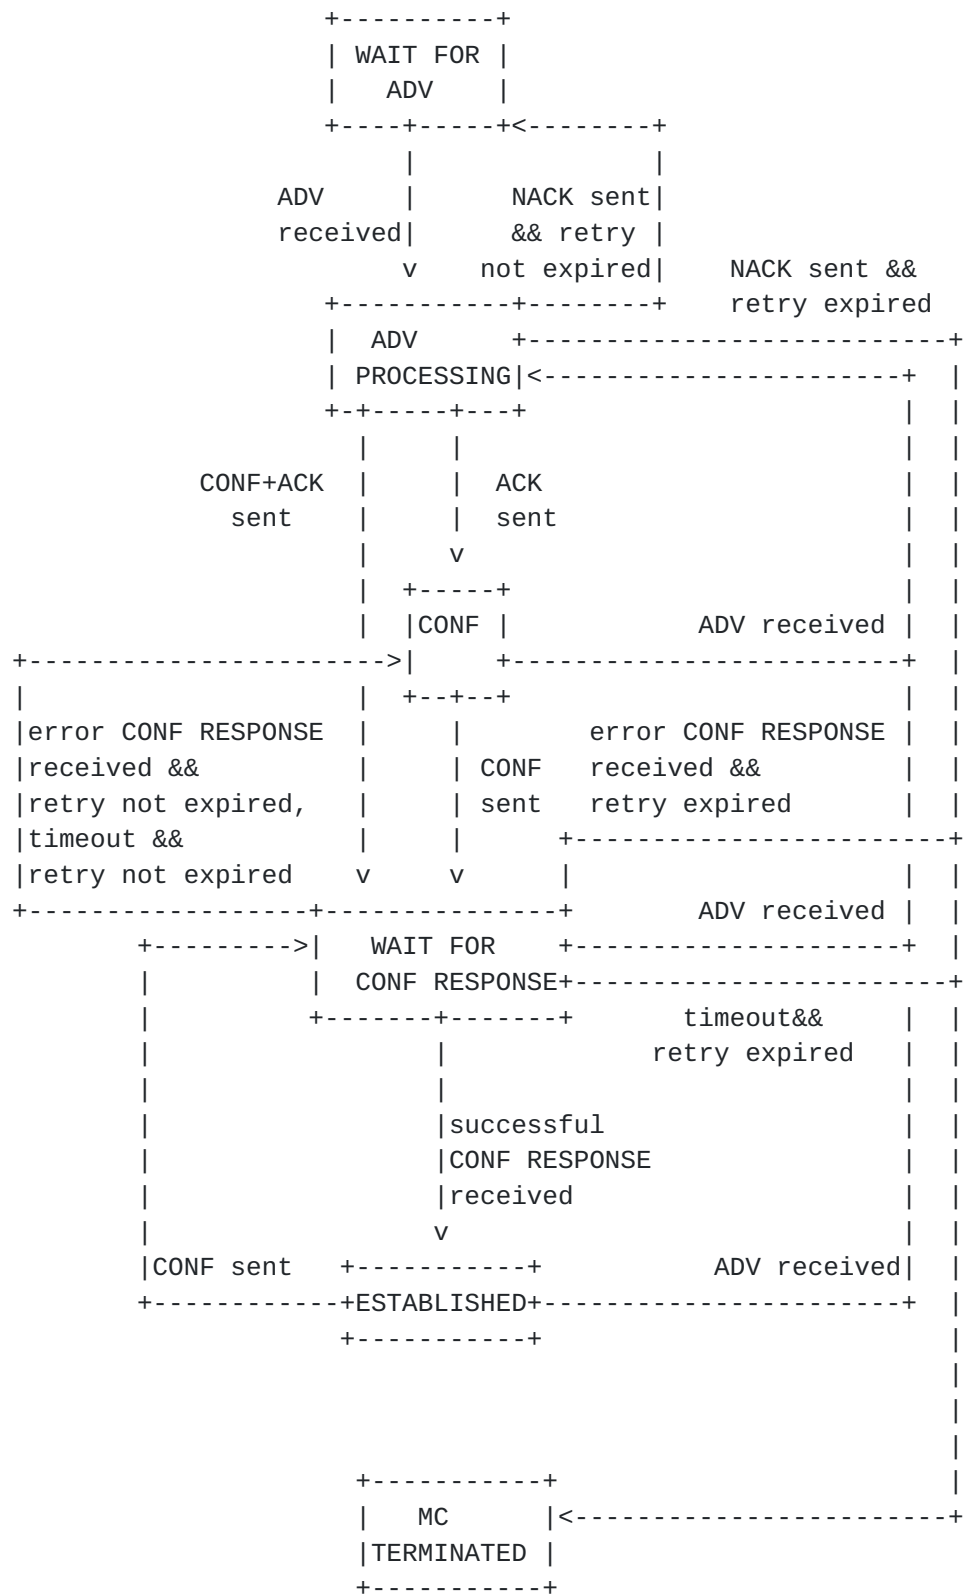 WAIT FOR
ADV
ADV NACK sent
received && retry
not expired NACK sent &&
retry expired
ADV
PROCESSING
CONF+ACK ACK
sent sent
CONF ADV received
error CONF RESPONSE error CONF RESPONSE
received && CONF received &&
retry not expired, sent retry expired
timeout &&
retry not expired
ADV received
WAIT FOR
CONF RESPONSE
timeout&&
retry expired
successful
CONF RESPONSE
received
CONF sent ADV received
ESTABLISHED
MC
TERMINATED